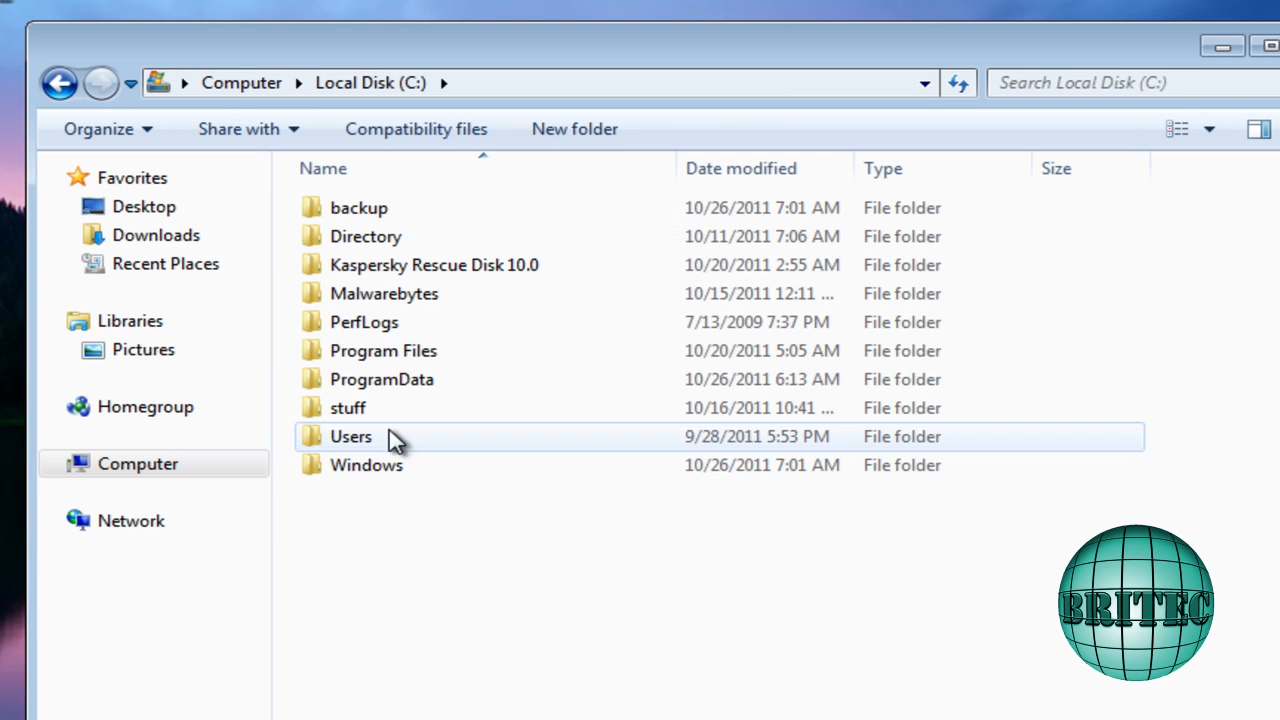 Computer Local Disk (C:) Search Local Disk (C:)
Organize Share with Compatibility files New folder
Name Date modified Type Size
Favorites
Desktop
Downloads
Recent Places
Libraries
Pictures
Homegroup
Computer
Network
backup 10/26/2011 7:01 AM File folder
Directory 10/11/2011 7:06 AM File folder
Kaspersky Rescue Disk 10.0 10/20/2011 2:55 AM File folder
Malwarebytes 10/15/2011 12:11 ... File folder
PerfLogs 7/13/2009 7:37 PM File folder
Program Files 10/20/2011 5:05 AM File folder
ProgramData 10/26/2011 6:13 AM File folder
stuff 10/16/2011 10:41 ... File folder
Users 9/28/2011 5:53 PM File folder
Windows 10/26/2011 7:01 AM File folder
BRITEC